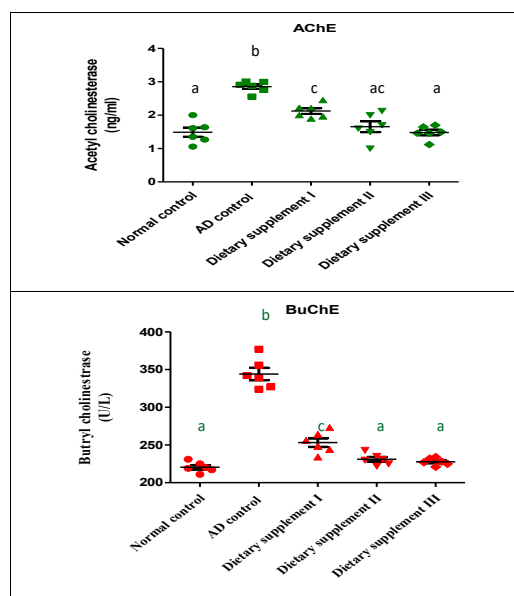 AChE
Acetyl cholinesterase
(ng/ml)
4
3
2
1
0
a
b
c
ac
a
Normal control
AD control
Dietary supplement I
Dietary supplement II
Dietary supplement III
BuChE
Butryl cholinestrase
(U/L)
400
350
300
250
200
a
b
c
a
a
Normal control
AD control
Dietary supplement I
Dietary supplement II
Dietary supplement III